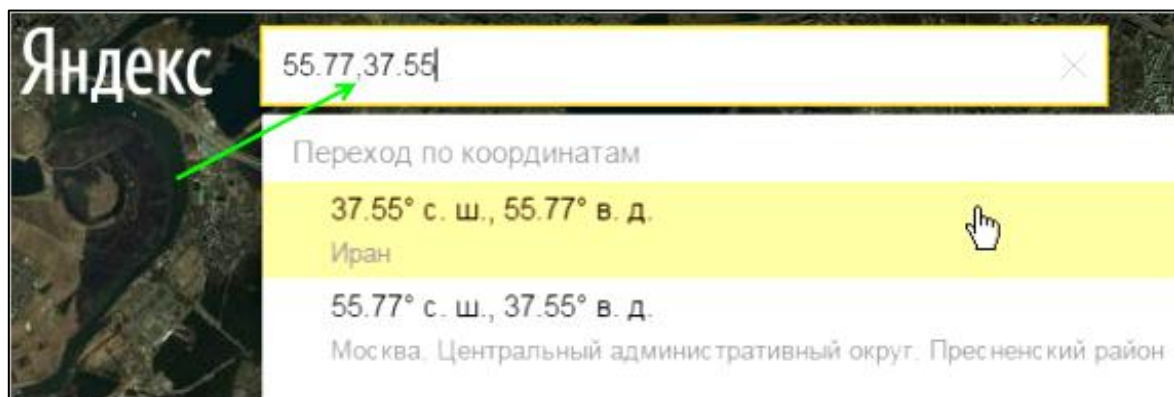 Яндекс
55.77,37.55
Переход по координатам
37.55° с. ш., 55.77° в. д.
Иран
55.77° с. ш., 37.55° в. д.
Москва, Центральный административный округ, Пресненский район